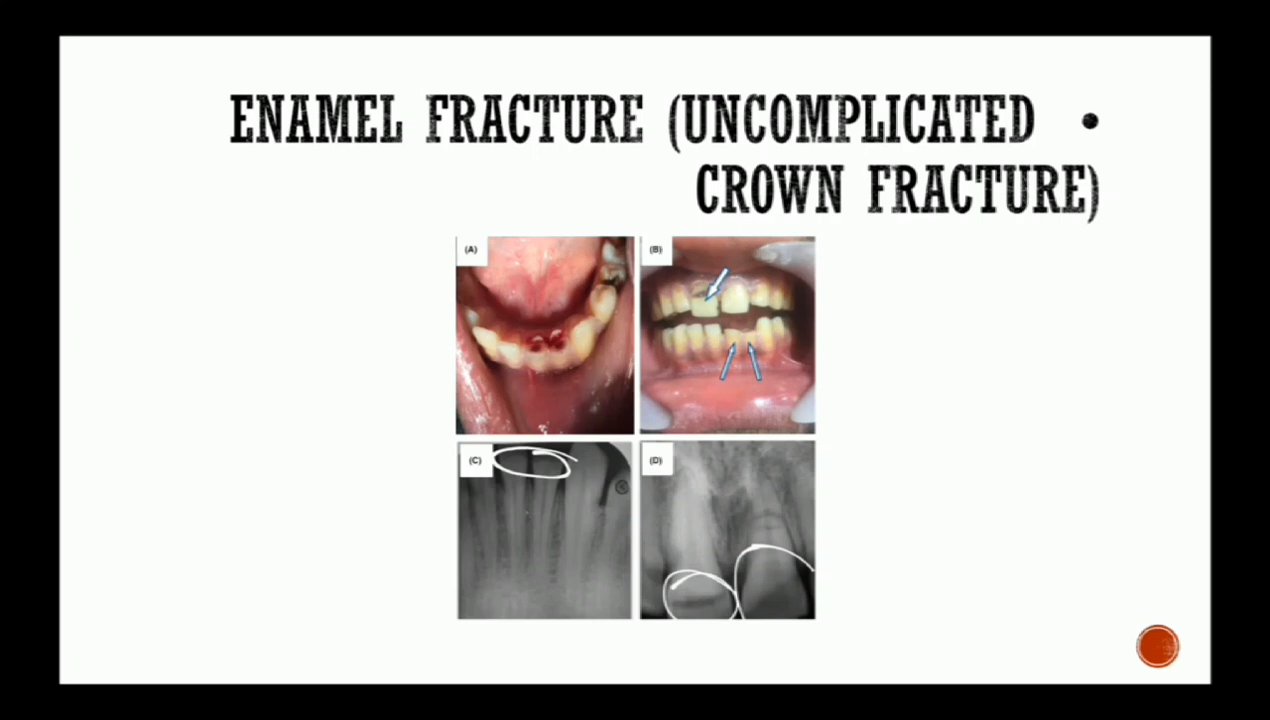 ENAMEL FRACTURE (UNCOMPLICATED •
CROWN FRACTURE)
(A)
(B)
(C)
(D)